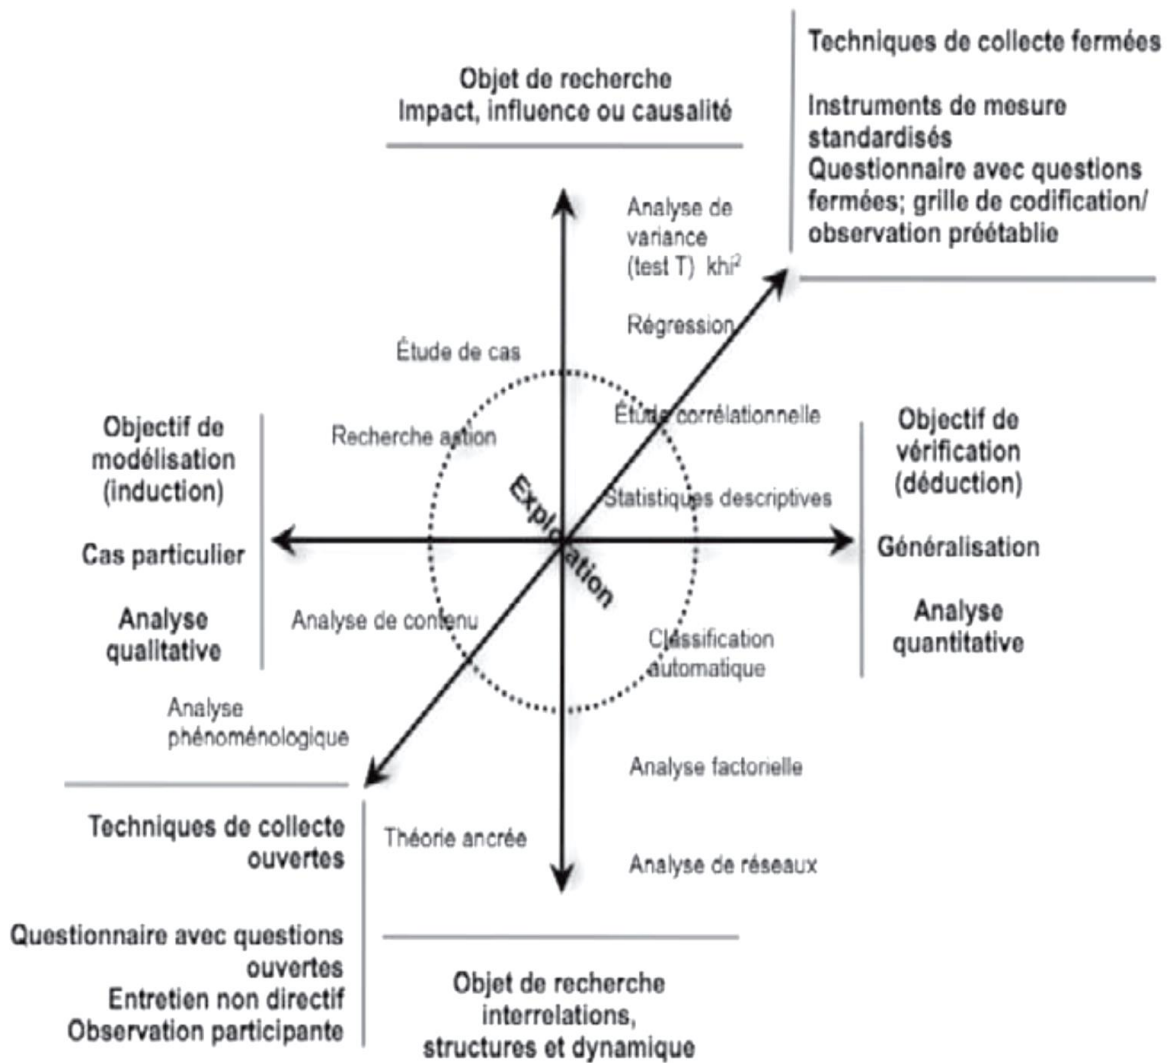 Techniques de collecte fermées
Objet de recherche
Impact, influence ou causalité
Instruments de mesure
standardisés
Questionnaire avec questions
fermées; grille de codification/
observation préétablie
Analyse de
variance
(test T) khi²
Régression
Étude de cas
Étude corrélationnelle
Recherche action
Objectif de
modélisation
(induction)
Objectif de
vérification
(déduction)
Statistiques descriptives
Exploration
Cas particulier
Généralisation
Analyse
qualitative
Analyse de contenu
Classification
automatique
Analyse
quantitative
Analyse
phénoménologique
Analyse factorielle
Techniques de collecte
ouvertes
Théorie ancrée
Analyse de réseaux
Questionnaire avec questions
ouvertes
Entretien non directif
Observation participante
Objet de recherche
interrelations,
structures et dynamique